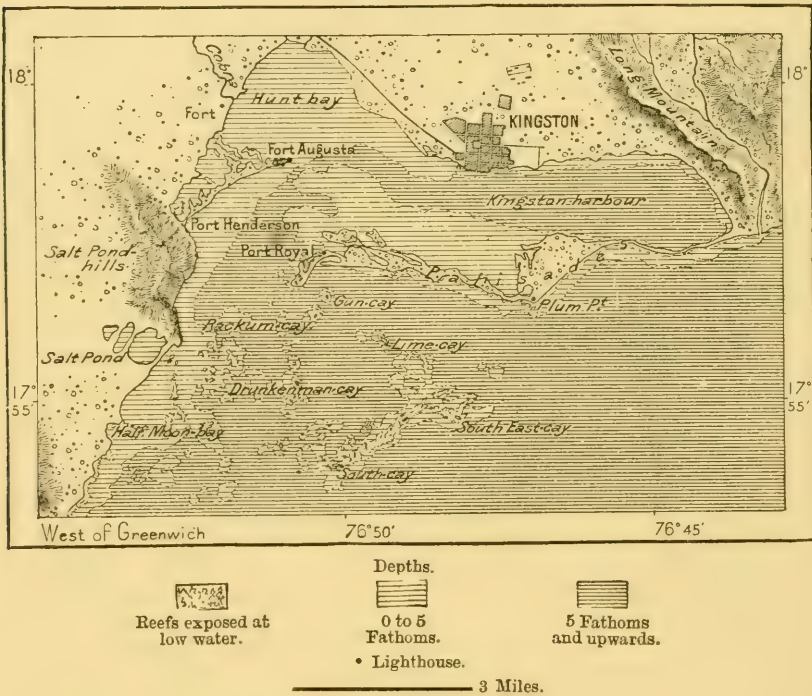 18°
Cobre
Fort
Hunt bay
Long Mountain
KINGSTON
Fort Augusta
Kingston harbour
Port Henderson
Salt Pond
hills
Port Royal
Palisades
Plum Pt
Gun-cay
Rackum-cay
Lime-cay
Salt Pond
Drunkenman-cay
17°
55'
17°
55'
Half Moon-bay
South East-cay
South-cay
West of Greenwich
76°50'
76°45'
Depths.
Reefs exposed at
low water.
0 to 5
Fathoms.
5 Fathoms
and upwards.
• Lighthouse.
3 Miles.
18°